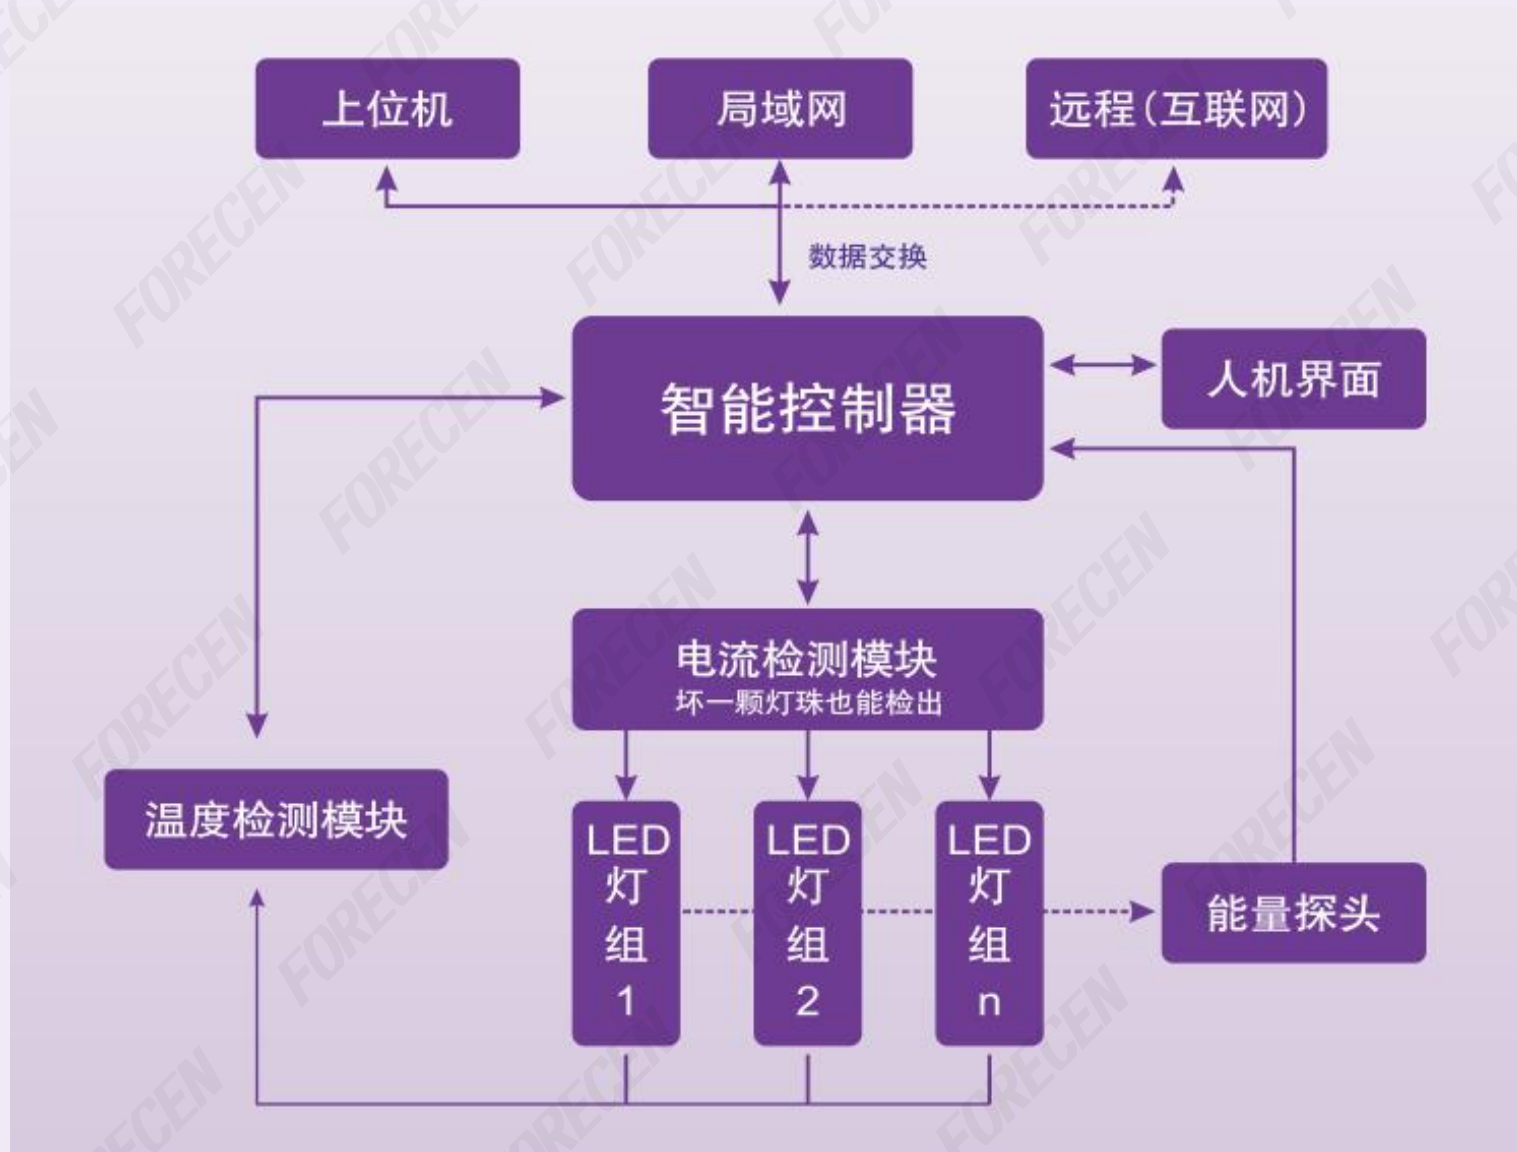 上位机
局域网
远程(互联网)
数据交换
智能控制器
人机界面
电流检测模块
坏一颗灯珠也能检出
温度检测模块
LED
灯
组
1
LED
灯
组
2
LED
灯
组
n
能量探头
FORECEN